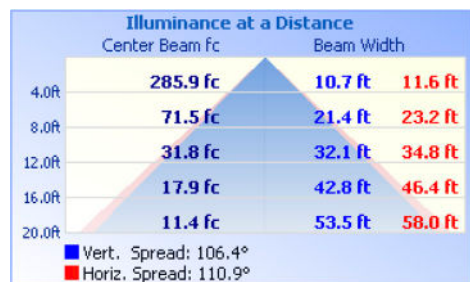 Illuminance at a Distance
Center Beam fc Beam Width
4.0ft 285.9 fc 10.7 ft 11.6 ft
8.0ft 71.5 fc 21.4 ft 23.2 ft
12.0ft 31.8 fc 32.1 ft 34.8 ft
16.0ft 17.9 fc 42.8 ft 46.4 ft
20.0ft 11.4 fc 53.5 ft 58.0 ft
Vert. Spread: 106.4°
Horiz. Spread: 110.9°